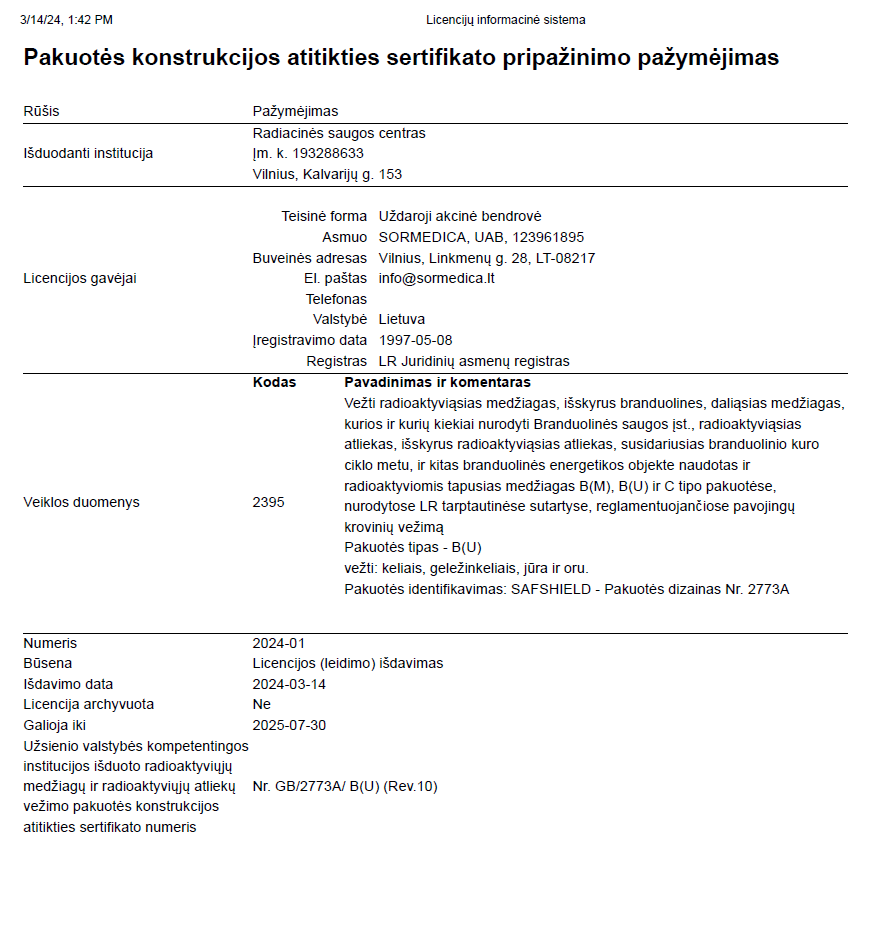 3/14/24, 1:42 PM Licencijų informacinė sistema
Pakuotės konstrukcijos atitikties sertifikato pripažinimo pažymėjimas
Rūšis Pažymėjimas
Radiacinės saugos centras
Išduodanti institucija Įm. k. 193288633
Vilnius, Kalvarijų g. 153
Teisinė forma Uždaroji akcinė bendrovė
Asmuo SORMEDICA, UAB, 123961895
Buveinės adresas Vilnius, Linkmenų g. 28, LT-08217
Licencijos gavėjai El. paštas info@sormedica.lt
Telefonas
Valstybė Lietuva
Įregistravimo data 1997-05-08
Registras LR Juridinių asmenų registras
Kodas Pavadinimas ir komentaras
Vežti radioaktyviąsias medžiagas, išskyrus branduolines, daliąsias medžiagas,
kurios ir kurių kiekiai nurodyti Branduolinės saugos įst., radioaktyviąsias
atliekas, išskyrus radioaktyviąsias atliekas, susidariusias branduolinio kuro
ciklo metu, ir kitas branduolinės energetikos objekte naudotas ir
radioaktyviomis tapusias medžiagas B(M), B(U) ir C tipo pakuotėse,
Veiklos duomenys 2395 nurodytose LR tarptautinėse sutartyse, reglamentuojančiose pavojingų
krovinių vežimą
Pakuotės tipas - B(U)
vežti: keliais, geležinkeliais, jūra ir oru.
Pakuotės identifikavimas: SAFSHIELD - Pakuotės dizainas Nr. 2773A
Numeris 2024-01
Būsena Licencijos (leidimo) išdavimas
Išdavimo data 2024-03-14
Licencija archyvuota Ne
Galioja iki 2025-07-30
Užsienio valstybės kompetentingos
institucijos išduoto radioaktyviųjų
medžiagų ir radioaktyviųjų atliekų Nr. GB/2773A/ B(U) (Rev.10)
vežimo pakuotės konstrukcijos
atitikties sertifikato numeris